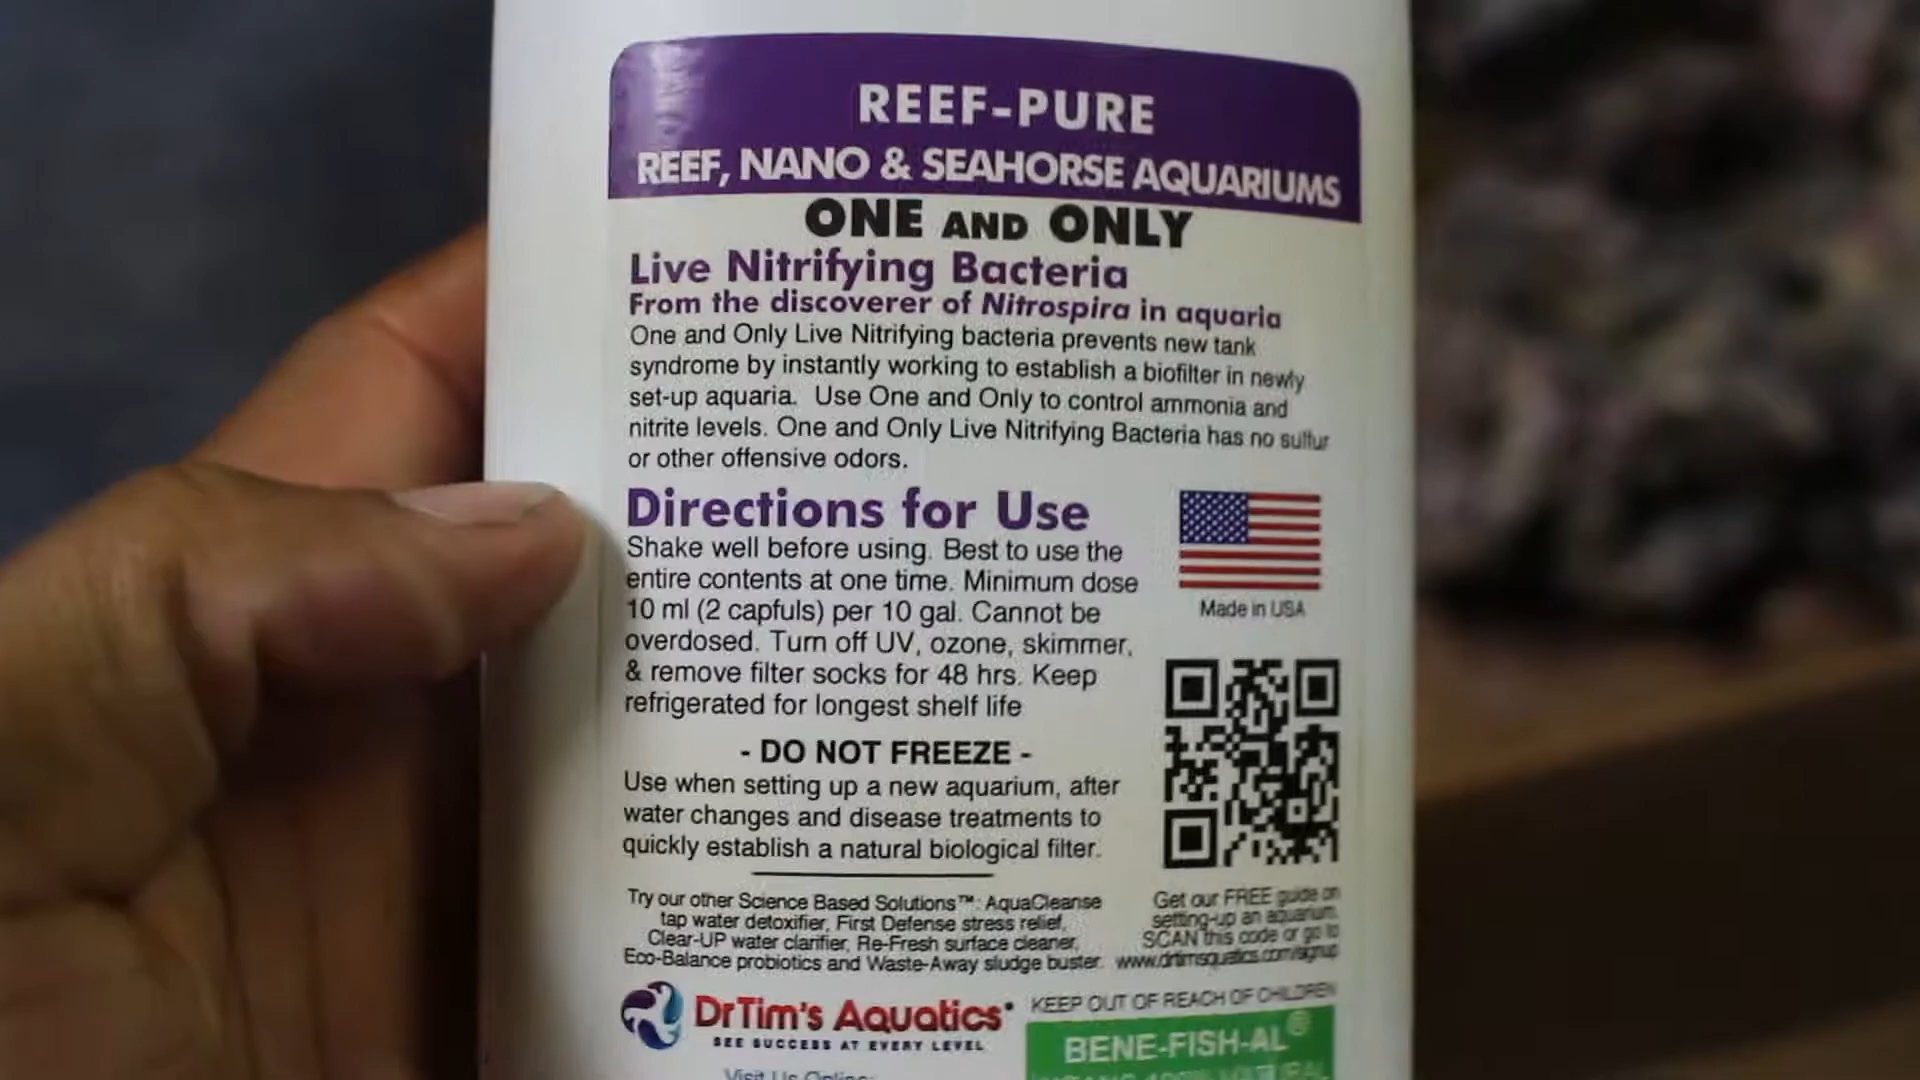 REEF-PURE
REEF, NANO & SEAHORSE AQUARIUMS
ONE AND ONLY
Live Nitrifying Bacteria
From the discoverer of Nitrospira in aquaria
One and Only Live Nitrifying bacteria prevents new tank
syndrome by instantly working to establish a biofilter in newly
set-up aquaria. Use One and Only to control ammonia and
nitrite levels. One and Only Live Nitrifying Bacteria has no sulfur
or other offensive odors.
Directions for Use
Shake well before using. Best to use the
entire contents at one time. Minimum dose
10 ml (2 capfuls) per 10 gal. Cannot be
overdosed. Turn off UV, ozone, skimmer,
& remove filter socks for 48 hrs. Keep
refrigerated for longest shelf life
Made in USA
- DO NOT FREEZE -
Use when setting up a new aquarium, after
water changes and disease treatments to
quickly establish a natural biological filter.
Try our other Science Based Solutions™: AquaCleanse
tap water detoxifier, First Defense stress relief,
Clear-UP water clarifier, Re-Fresh surface cleaner,
Eco-Balance probiotics and Waste-Away sludge buster.
Get our FREE guide on
setting-up an aquarium.
SCAN this code or go to
www.drtimsquatics.com/signup
DrTim's Aquatics
SEE SUCCESS AT EVERY LEVEL
KEEP OUT OF REACH OF CHILDREN
BENE-FISH-AL®
Visit Us Online: